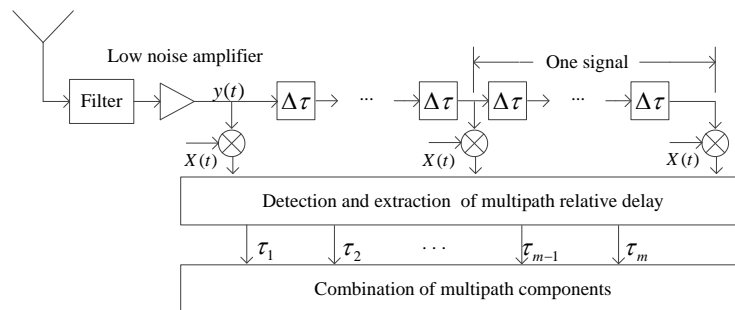 Low noise amplifier
One signal
Filter
y(t)
Δτ
···
Δτ
Δτ
···
Δτ
X(t)
X(t)
X(t)
Detection and extraction of multipath relative delay
τ₁
τ₂
···
τₘ₋₁
τₘ
Combination of multipath components